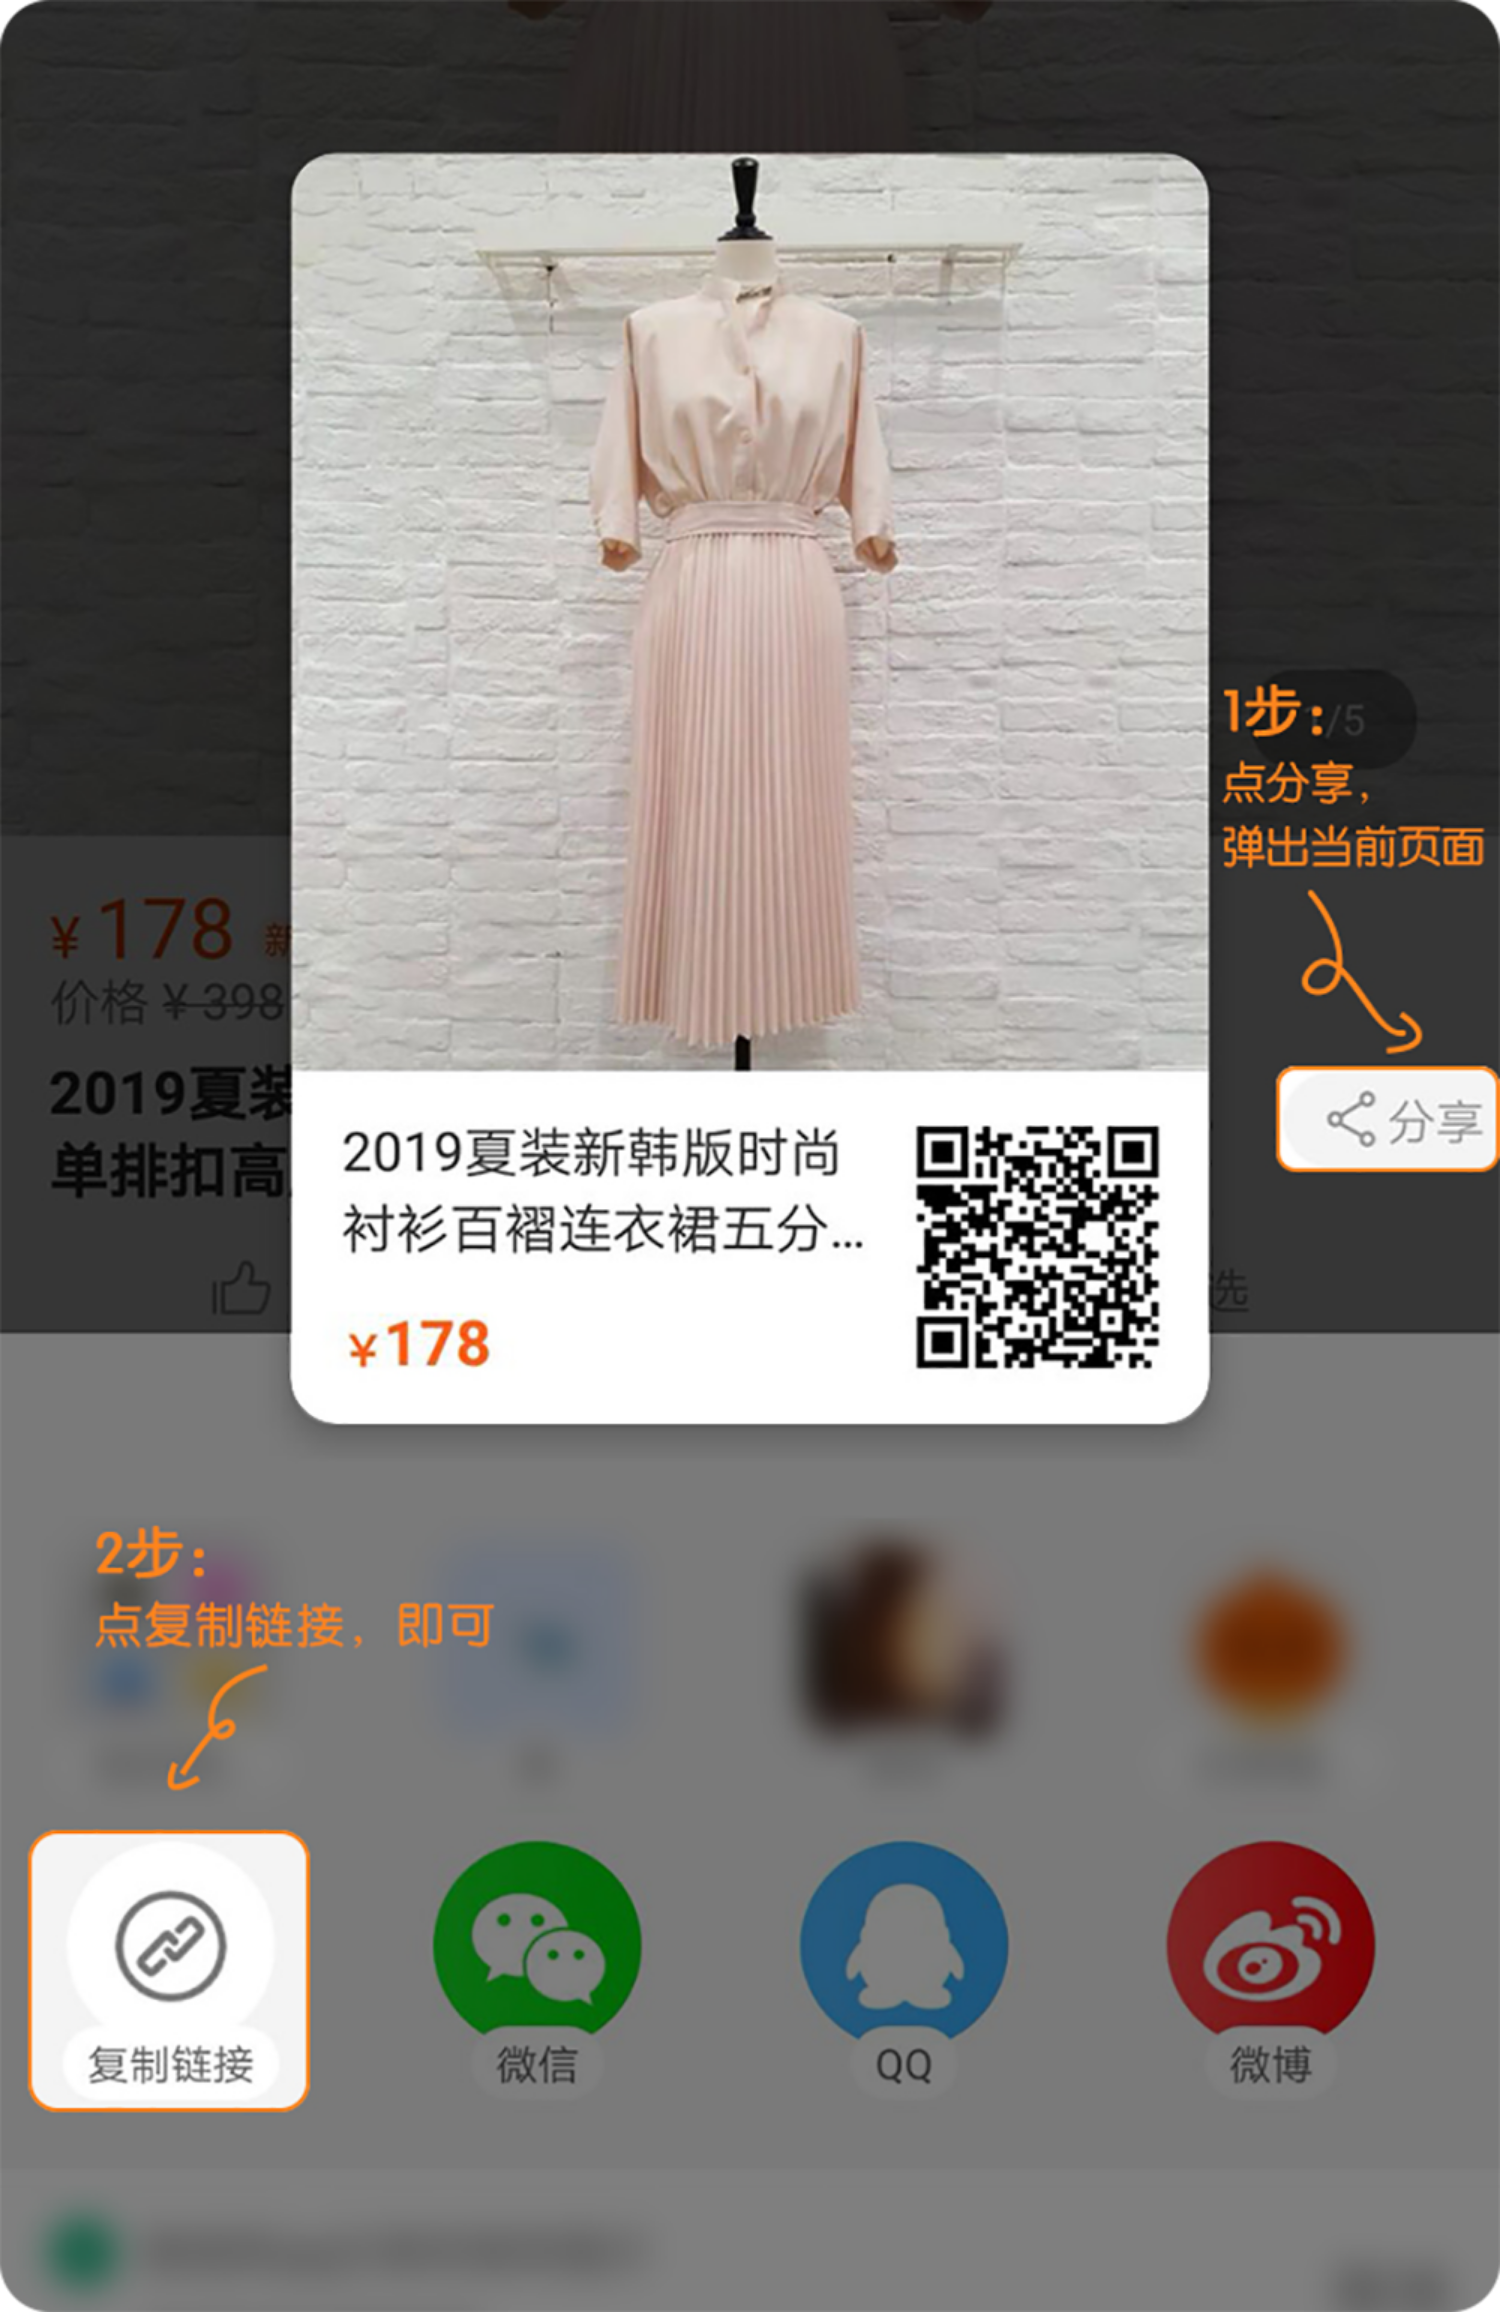 1步：
/5
点分享，
弹出当前页面
¥178 新
价格 ¥398
2019夏装
单排扣高
分享
2019夏装新韩版时尚
衬衫百褶连衣裙五分...
¥178
选
2步：
点复制链接，即可
复制链接
微信
QQ
微博